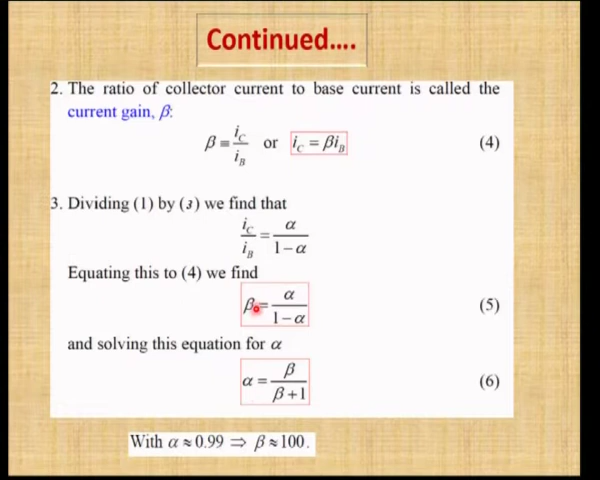 Continued....
2. The ratio of collector current to base current is called the
current gain, β:
β ≡ i_C / i_B or i_C = βi_B (4)
3. Dividing (1) by (3) we find that
i_C / i_B = α / (1−α)
Equating this to (4) we find
β = α / (1−α) (5)
and solving this equation for α
α = β / (β+1) (6)
With α ≈ 0.99 ⇒ β ≈ 100.